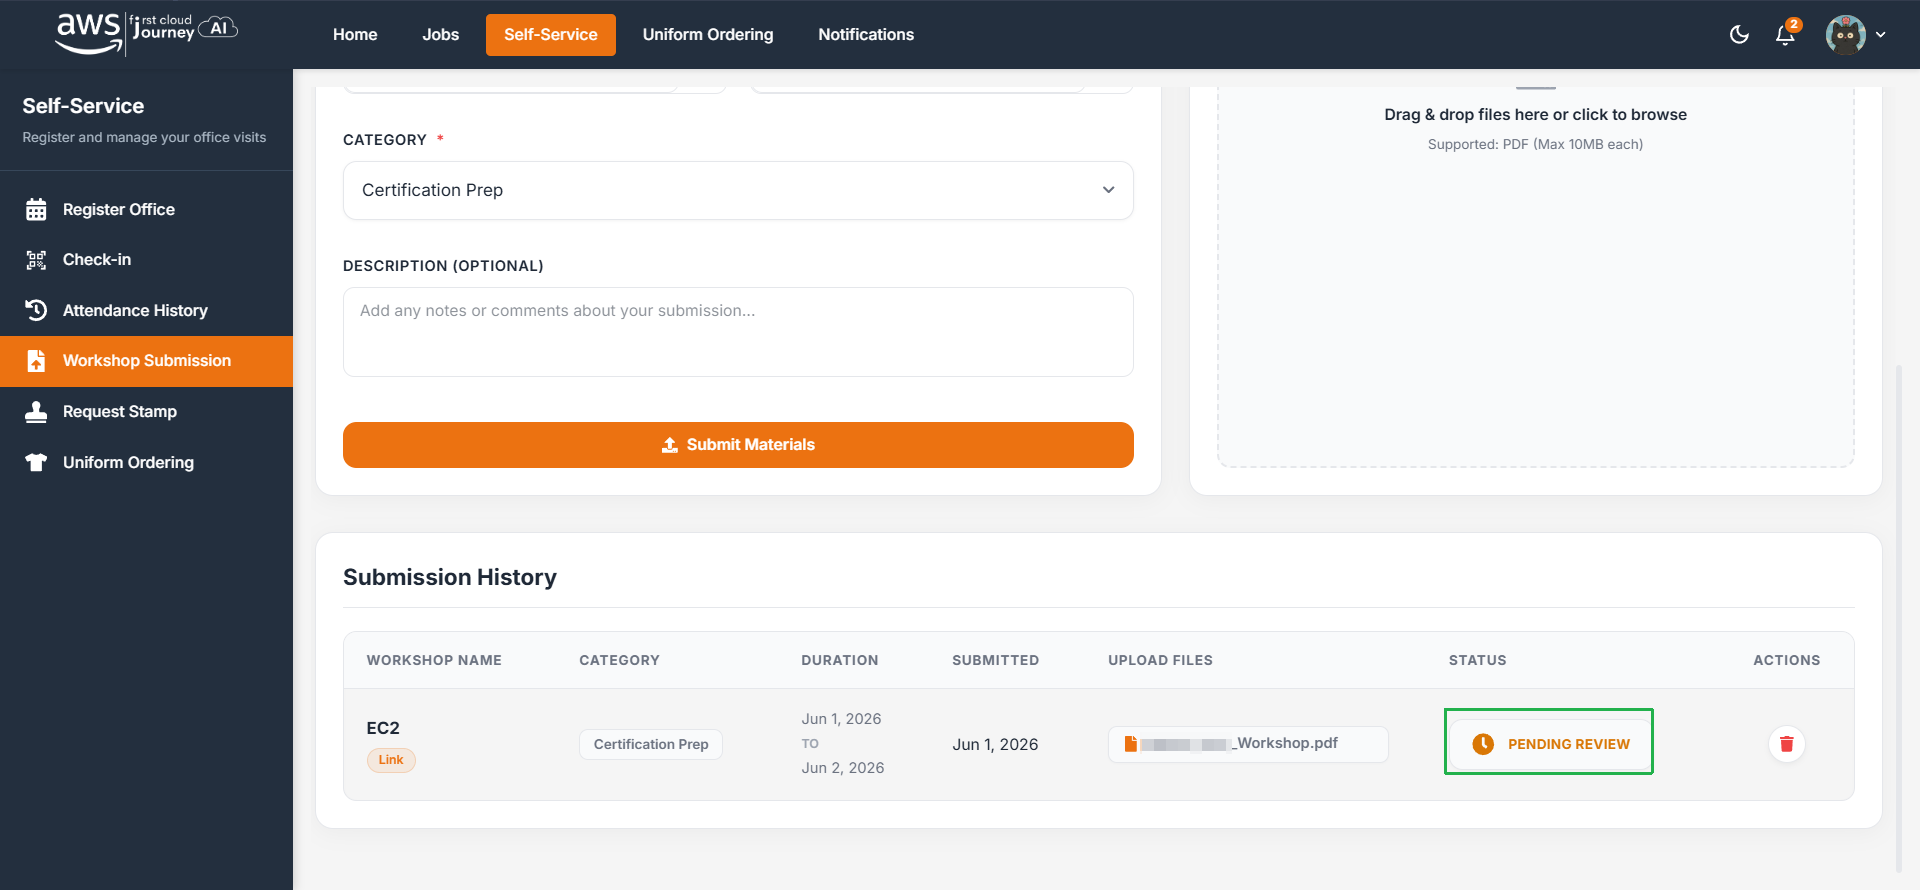 aws first cloud journey AI
Home
Jobs
Self-Service
Uniform Ordering
Notifications
2
Self-Service
Register and manage your office visits
Register Office
Check-in
Attendance History
Workshop Submission
Request Stamp
Uniform Ordering
CATEGORY *
Certification Prep
DESCRIPTION (OPTIONAL)
Add any notes or comments about your submission...
Submit Materials
Drag & drop files here or click to browse
Supported: PDF (Max 10MB each)
Submission History
WORKSHOP NAME CATEGORY DURATION SUBMITTED UPLOAD FILES STATUS ACTIONS
EC2
Link
Certification Prep
Jun 1, 2026
TO
Jun 2, 2026
Jun 1, 2026
_Workshop.pdf
PENDING REVIEW